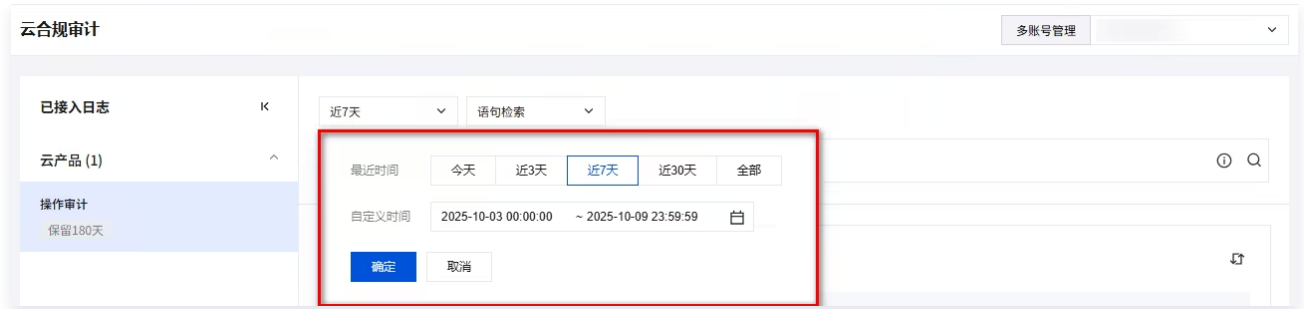 云合规审计
多账号管理
已接入日志
近7天
语句检索
云产品 (1)
最近时间 今天 近3天 近7天 近30天 全部
操作审计
自定义时间 2025-10-03 00:00:00 ~ 2025-10-09 23:59:59
保留180天
确定 取消